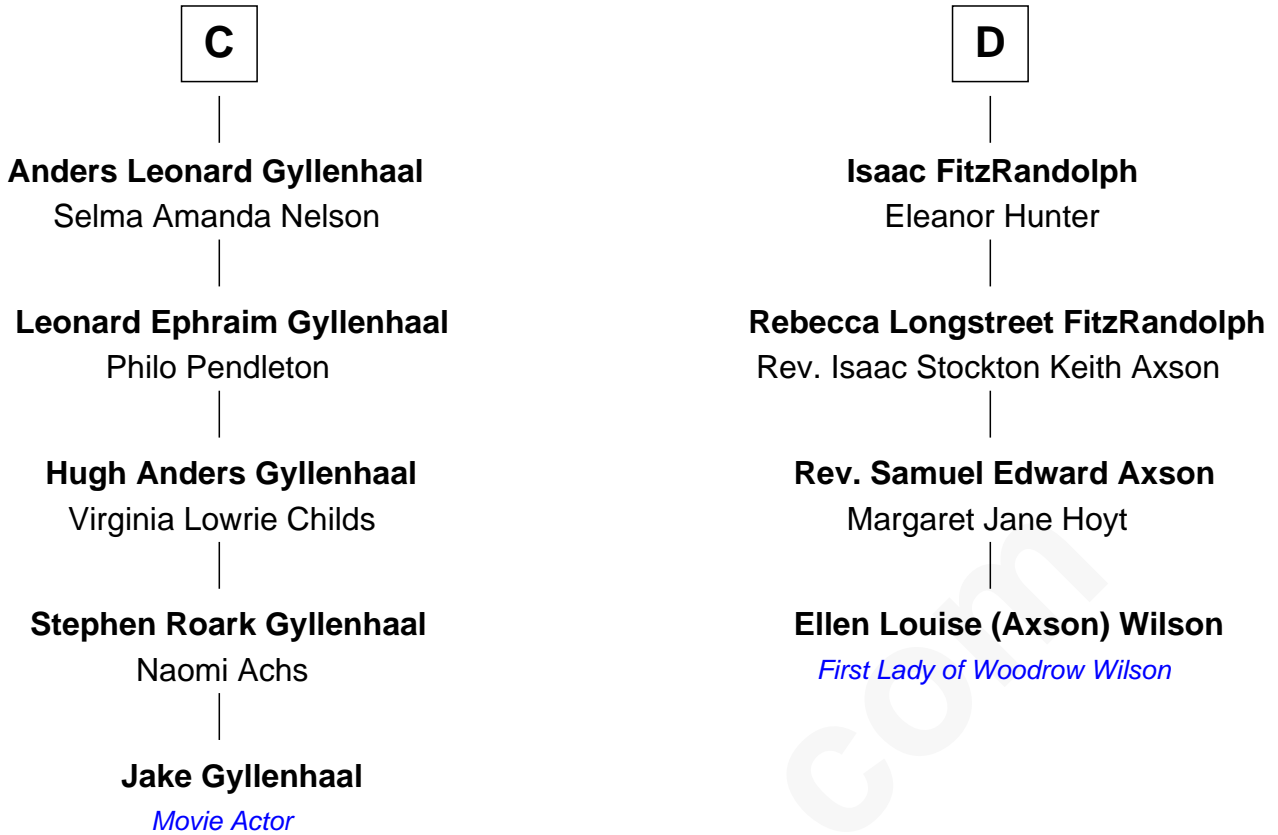 C
Anders Leonard Gyllenhaal
Selma Amanda Nelson
Leonard Ephraim Gyllenhaal
Philo Pendleton
Hugh Anders Gyllenhaal
Virginia Lowrie Childs
Stephen Roark Gyllenhaal
Naomi Achs
Jake Gyllenhaal
Movie Actor
D
Isaac FitzRandolph
Eleanor Hunter
Rebecca Longstreet FitzRandolph
Rev. Isaac Stockton Keith Axson
Rev. Samuel Edward Axson
Margaret Jane Hoyt
Ellen Louise (Axson) Wilson
First Lady of Woodrow Wilson
com